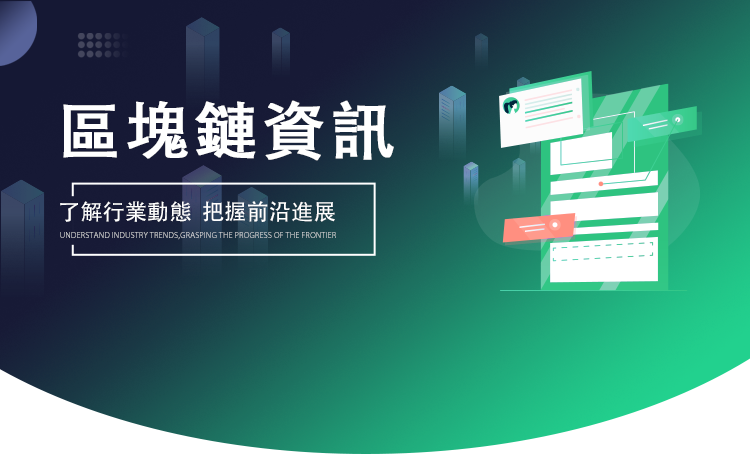 區塊鏈資訊
了解行業動態 把握前沿進展
UNDERSTAND INDUSTRY TRENDS,GRASPING THE PROGRESS OF THE FRONTIER